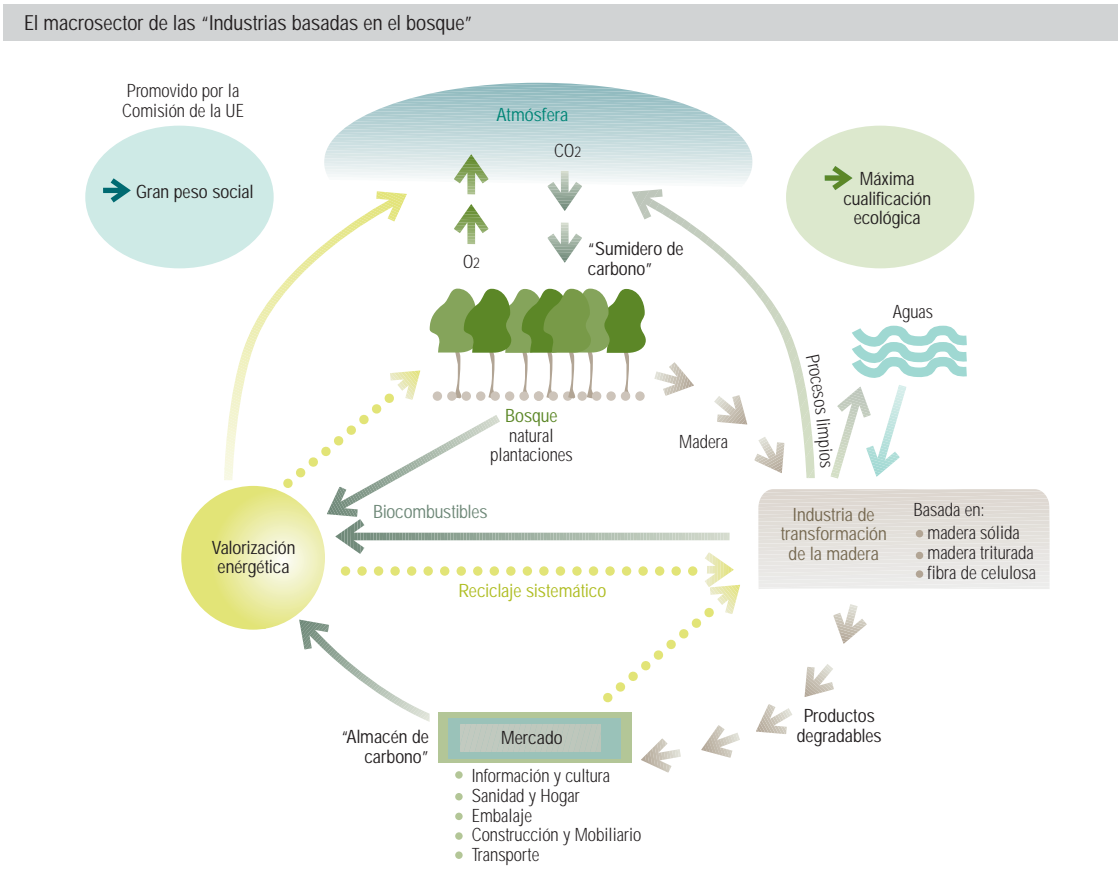 El macrosector de las “Industrias basadas en el bosque”
Promovido por la
Comisión de la UE
Gran peso social
Atmósfera
CO2
O2
“Sumidero de
carbono”
Máxima
cualificación
ecológica
Aguas
Procesos limpios
Bosque
natural
plantaciones
Madera
Biocombustibles
Valorización
enérgética
Reciclaje sistemático
Industria de
transformación
de la madera
Basada en:
madera sólida
madera triturada
fibra de celulosa
Productos
degradables
“Almacén de
carbono”
Mercado
Información y cultura
Sanidad y Hogar
Embalaje
Construcción y Mobiliario
Transporte